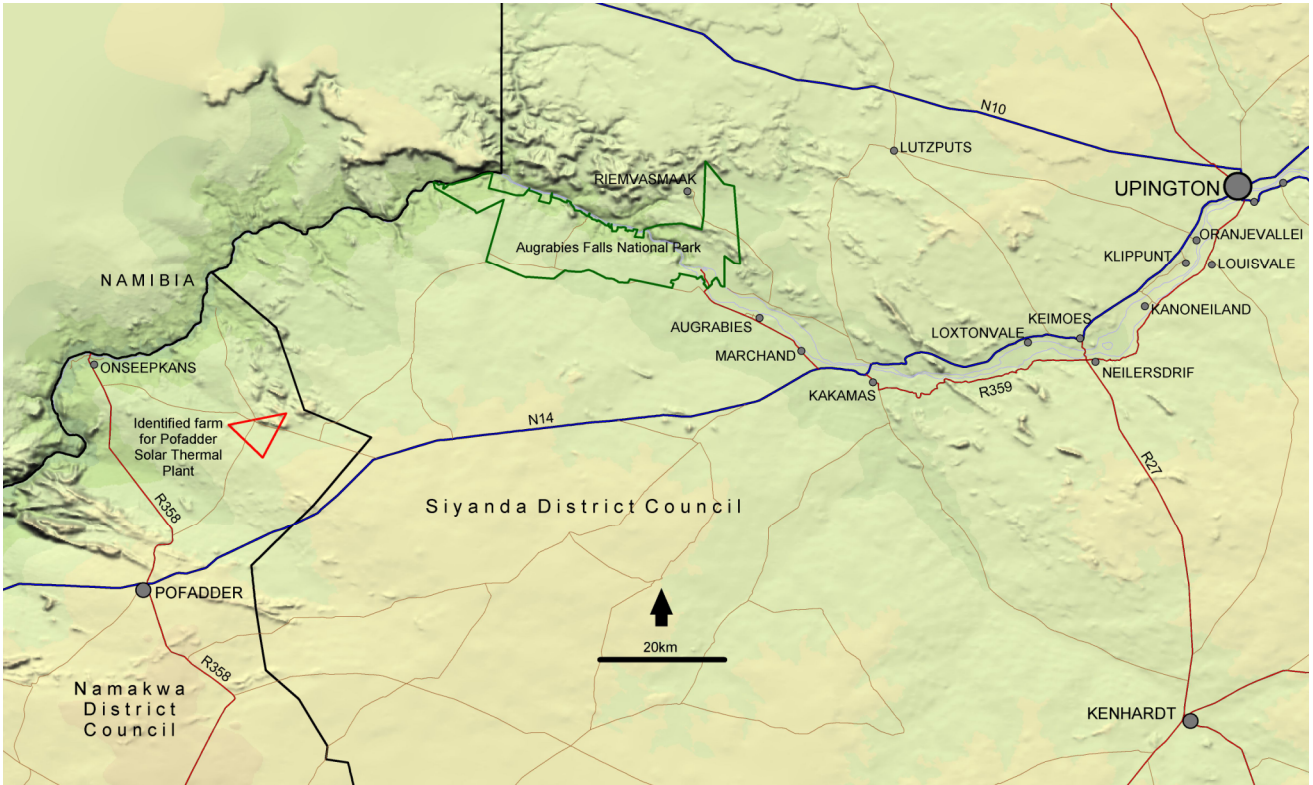 N10
LUTZPUTS
RIEMVASMAAK
UPINGTON
Augrabies Falls National Park
ORANJEVALLEI
KLIPPUNT
LOUISVALE
NAMIBIA
KANONEILAND
AUGRABIES
KEIMOES
LOXTONVALE
MARCHAND
ONSEEPKANS
NEILERSDRIF
KAKAMAS
R359
N14
Identified farm
for Pofadder
Solar Thermal
Plant
R27
R358
Siyanda District Council
POFADDER
20km
R358
Namakwa
District
Council
KENHARDT